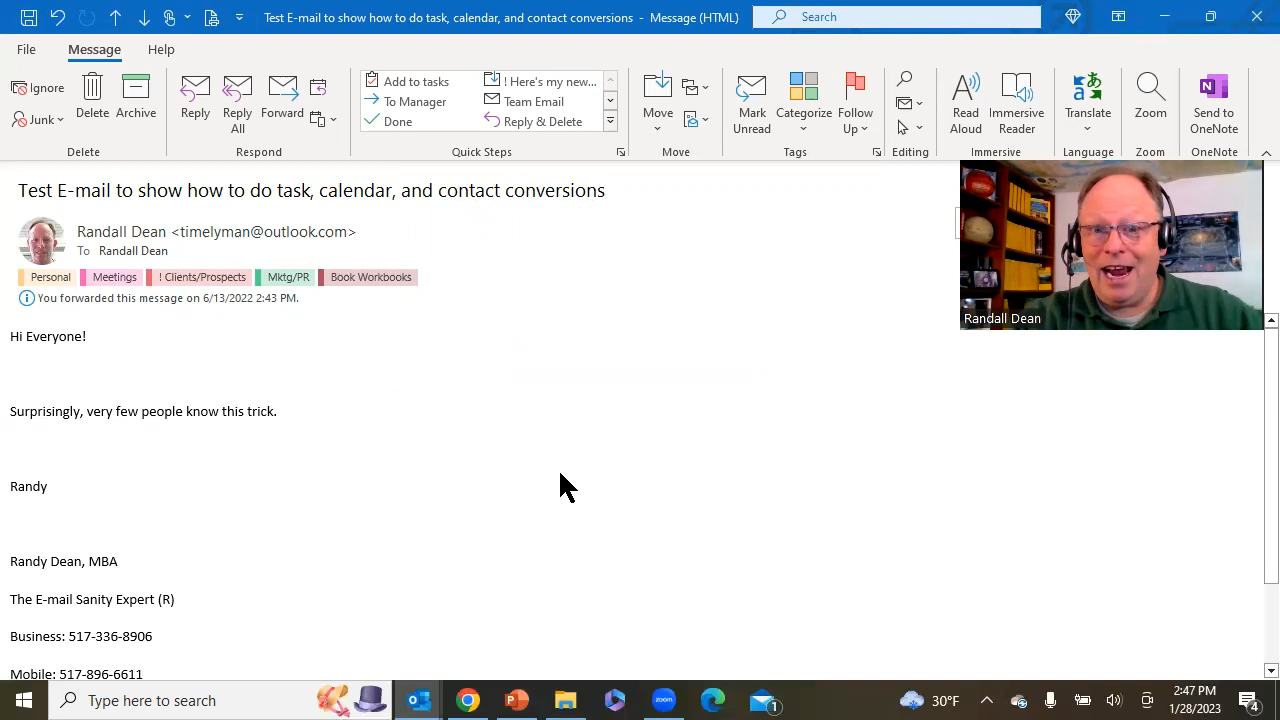 Test E-mail to show how to do task, calendar, and contact conversions - Message (HTML)
Search
File Message Help
Ignore
Junk
Delete
Archive
Delete
Reply
Reply All
Forward
Respond
Add to tasks
To Manager
Done
! Here's my new...
Team Email
Reply & Delete
Quick Steps
Move
Move
Mark Unread
Categorize
Follow Up
Tags
Editing
Read Aloud
Immersive Reader
Immersive
Translate
Language
Zoom
Zoom
Send to OneNote
OneNote
Test E-mail to show how to do task, calendar, and contact conversions
Randall Dean <timelyman@outlook.com>
To Randall Dean
Personal Meetings ! Clients/Prospects Mktg/PR Book Workbooks
You forwarded this message on 6/13/2022 2:43 PM.
Randall Dean
Hi Everyone!
Surprisingly, very few people know this trick.
Randy
Randy Dean, MBA
The E-mail Sanity Expert (R)
Business: 517-336-8906
Mobile: 517-896-6611
Type here to search
zoom
1
30°F
2:47 PM
1/28/2023
4